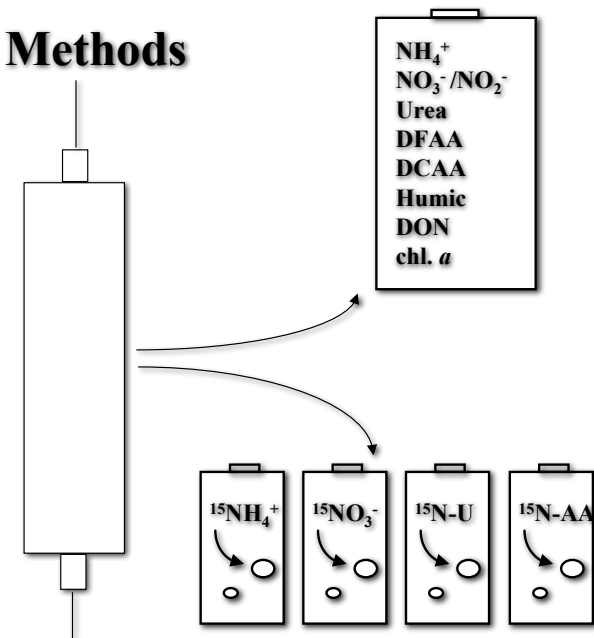 Methods
NH₄⁺
NO₃⁻/NO₂⁻
Urea
DFAA
DCAA
Humic
DON
chl. a
¹⁵NH₄⁺ ¹⁵NO₃⁻ ¹⁵N-U ¹⁵N-AA